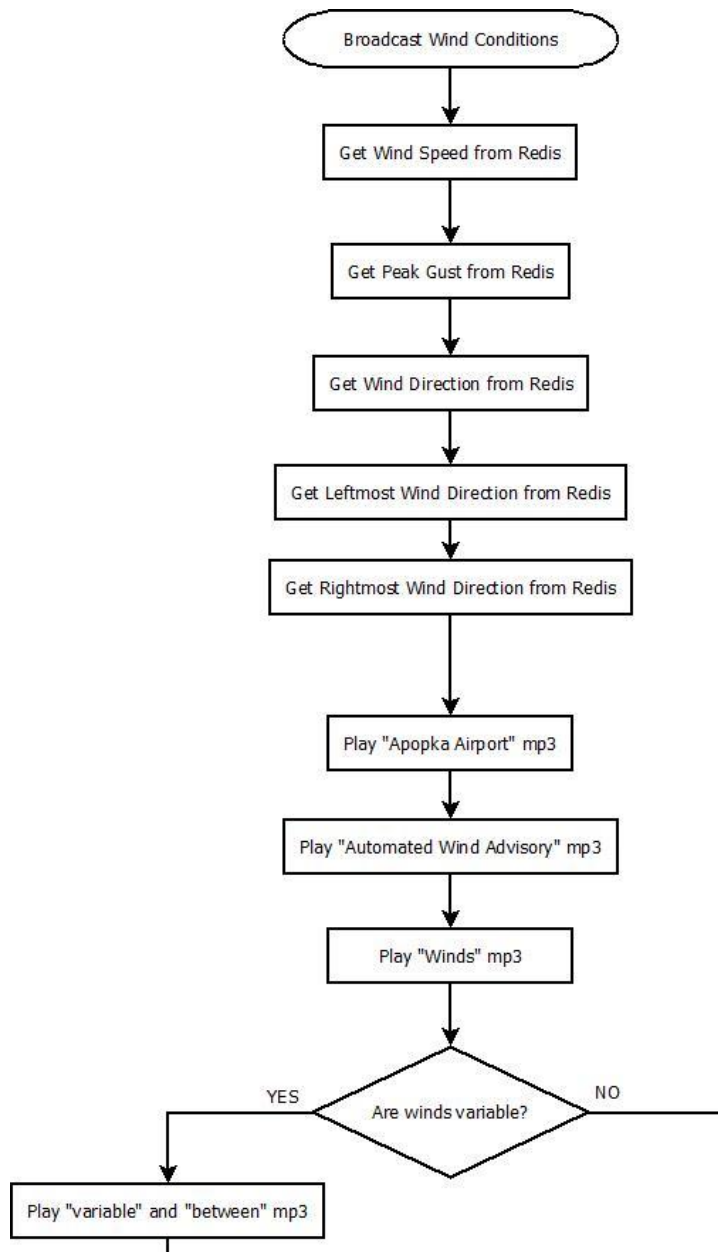 Broadcast Wind Conditions
Get Wind Speed from Redis
Get Peak Gust from Redis
Get Wind Direction from Redis
Get Leftmost Wind Direction from Redis
Get Rightmost Wind Direction from Redis
Play "Apopka Airport" mp3
Play "Automated Wind Advisory" mp3
Play "Winds" mp3
YES
Are winds variable?
NO
Play "variable" and "between" mp3